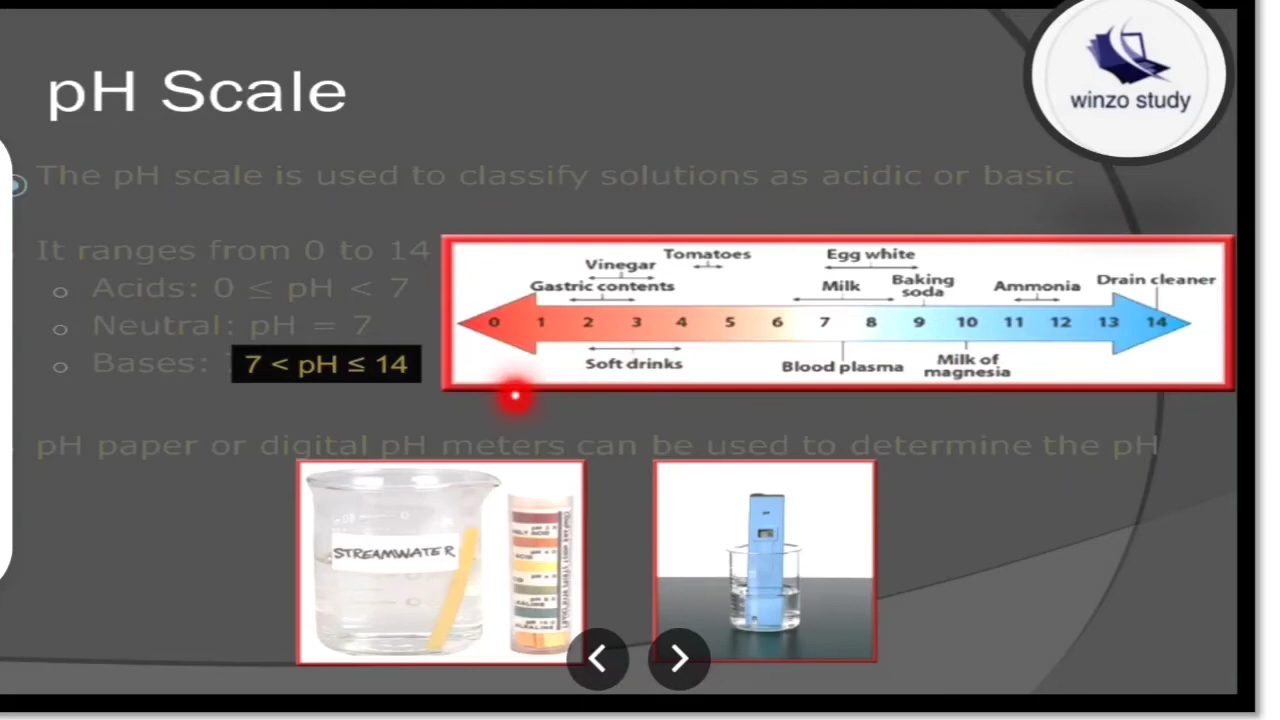 pH Scale
winzo study
The pH scale is used to classify solutions as acidic or basic
It ranges from 0 to 14
Acids: 0 ≤ pH < 7
Neutral: pH = 7
Bases: 7 < pH ≤ 14
Tomatoes
Egg white
Vinegar
Gastric contents
Milk
Baking soda
Ammonia
Drain cleaner
0 1 2 3 4 5 6 7 8 9 10 11 12 13 14
Soft drinks
Blood plasma
Milk of magnesia
pH paper or digital pH meters can be used to determine the pH
STREAMWATER
ACID